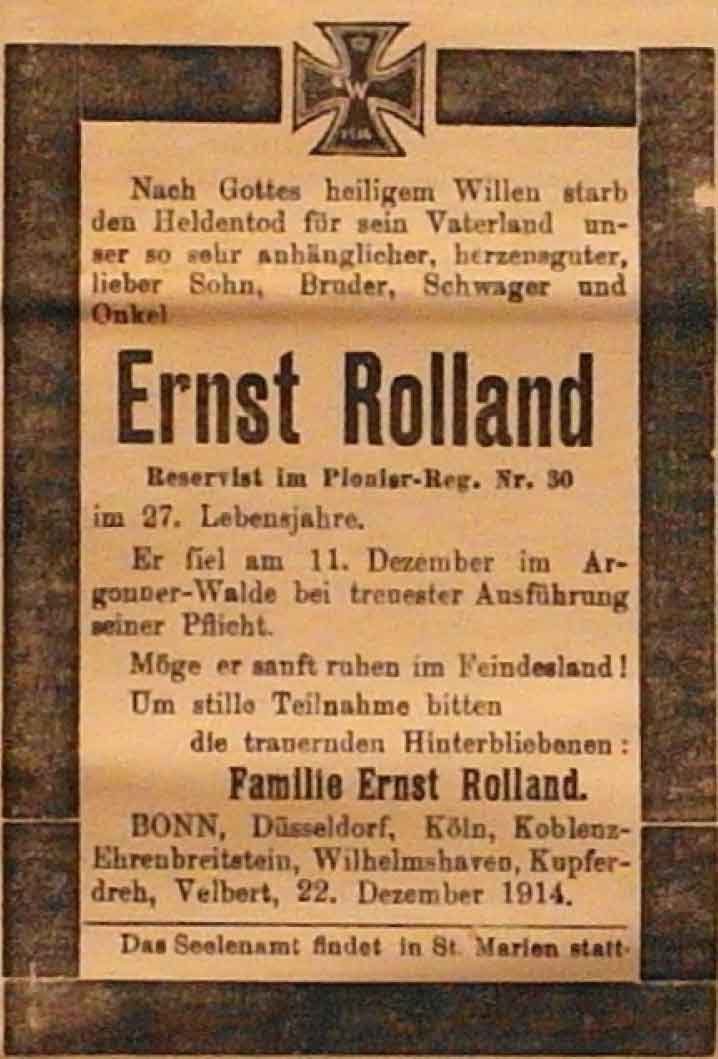 W
1914
Nach Gottes heiligem Willen starb
den Heldentod für sein Vaterland un-
ser so sehr anhänglicher, herzensguter,
lieber Sohn, Bruder, Schwager und
Onkel
Ernst Rolland
Reservist im Pionier-Reg. Nr. 30
im 27. Lebensjahre.
Er fiel am 11. Dezember im Ar-
gonner-Walde bei treuester Ausführung
seiner Pflicht.
Möge er sanft ruhen im Feindesland!
Um stille Teilnahme bitten
die trauernden Hinterbliebenen:
Familie Ernst Rolland.
BONN, Düsseldorf, Köln, Koblenz-
Ehrenbreitstein, Wilhelmshaven, Kupfer-
dreh, Velbert, 22. Dezember 1914.
Das Seelenamt findet in St. Marien statt.